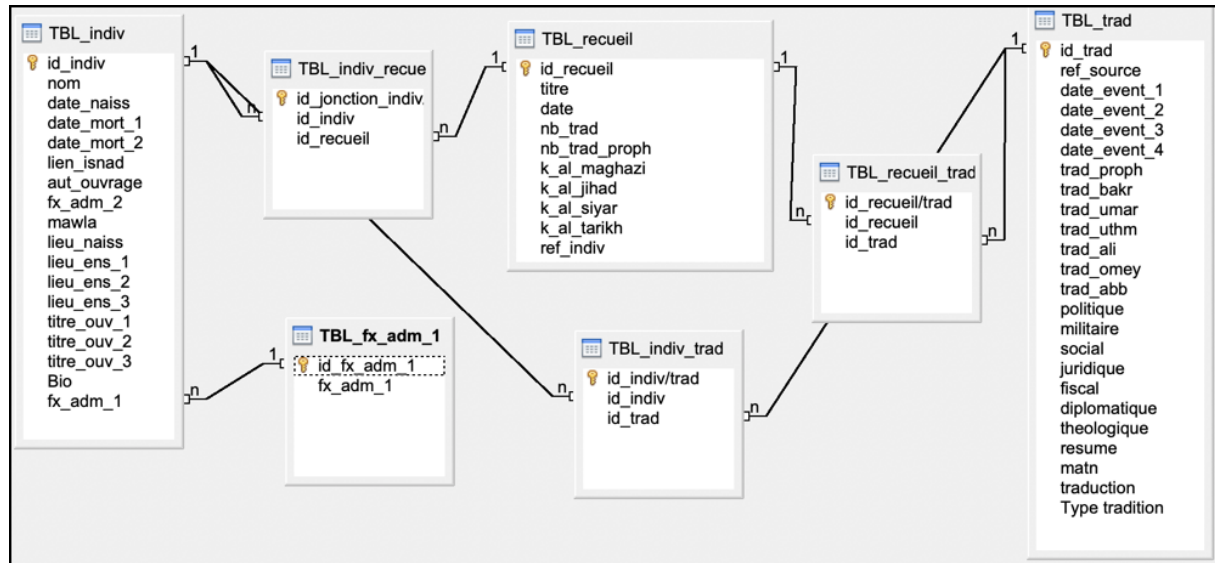 TBL_indiv
id_indiv
nom
date_naiss
date_mort_1
date_mort_2
lien_isnad
aut_ouvrage
fx_adm_2
mawla
lieu_naiss
lieu_ens_1
lieu_ens_2
lieu_ens_3
titre_ouv_1
titre_ouv_2
titre_ouv_3
Bio
fx_adm_1
1
n
TBL_indiv_recue
id_jonction_indiv.
id_indiv
id_recueil
n
n
1
TBL_fx_adm_1
id_fx_adm_1
fx_adm_1
1
TBL_recueil
id_recueil
titre
date
nb_trad
nb_trad_proph
k_al_maghazi
k_al_jihad
k_al_siyar
k_al_tarikh
ref_indiv
1
TBL_indiv_trad
id_indiv/trad
id_indiv
id_trad
n
n
TBL_recueil_trad
id_recueil/trad
id_recueil
id_trad
n
n
TBL_trad
id_trad
ref_source
date_event_1
date_event_2
date_event_3
date_event_4
trad_proph
trad_bakr
trad_umar
trad_uthm
trad_ali
trad_omey
trad_abb
politique
militaire
social
juridique
fiscal
diplomatique
theologique
resume
matn
traduction
Type tradition
1